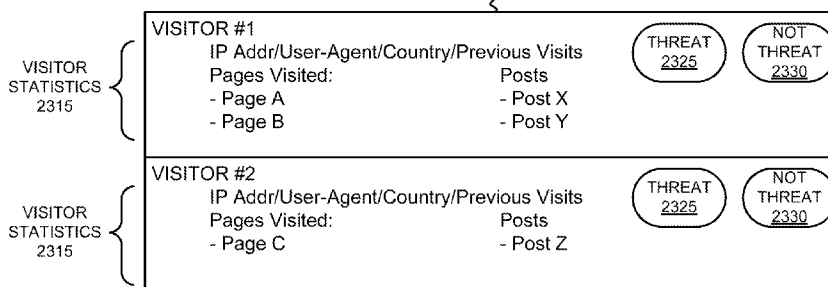 VISITOR #1
IP Addr/User-Agent/Country/Previous Visits
Pages Visited: Posts
- Page A - Post X
- Page B - Post Y
THREAT
2325
NOT
THREAT
2330
VISITOR
STATISTICS
2315
VISITOR #2
IP Addr/User-Agent/Country/Previous Visits
Pages Visited: Posts
- Page C - Post Z
THREAT
2325
NOT
THREAT
2330
VISITOR
STATISTICS
2315